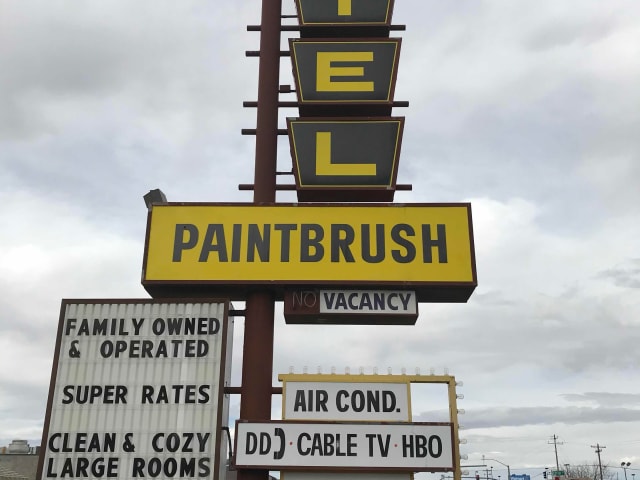 T
E
L
PAINTBRUSH
NO VACANCY
FAMILY OWNED
& OPERATED
SUPER RATES
CLEAN & COZY
LARGE ROOMS
AIR COND.
DD · CABLE TV · HBO